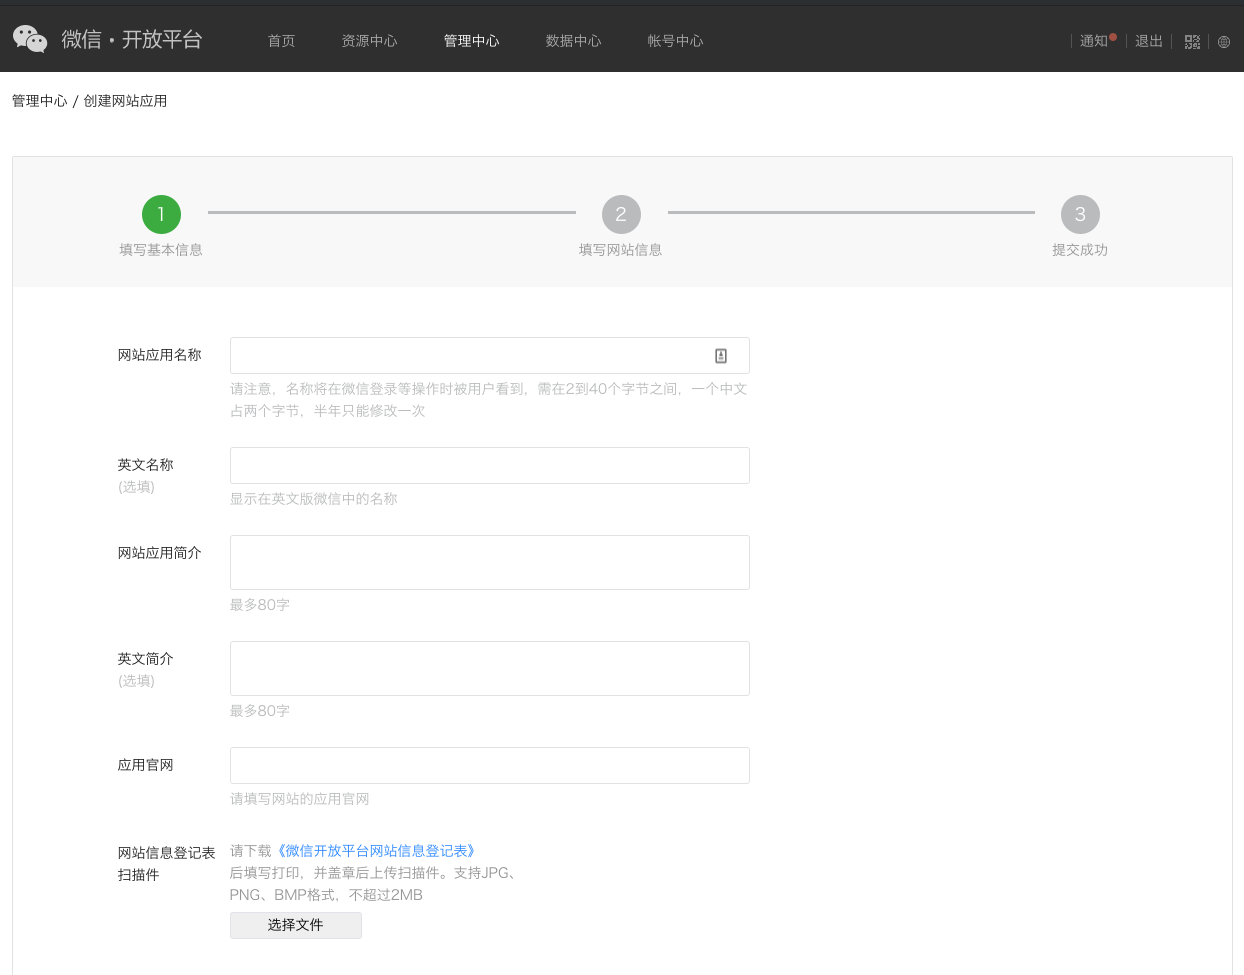 微信·开放平台
首页
资源中心
管理中心
数据中心
帐号中心
通知
退出
管理中心 / 创建网站应用
1
2
3
填写基本信息
填写网站信息
提交成功
网站应用名称
请注意，名称将在微信登录等操作时被用户看到，需在2到40个字节之间，一个中文
占两个字节，半年只能修改一次
英文名称
(选填)
显示在英文版微信中的名称
网站应用简介
最多80字
英文简介
(选填)
最多80字
应用官网
请填写网站的应用官网
网站信息登记表
扫描件
请下载《微信开放平台网站信息登记表》
后填写打印，并盖章后上传扫描件。支持JPG、
PNG、BMP格式，不超过2MB
选择文件